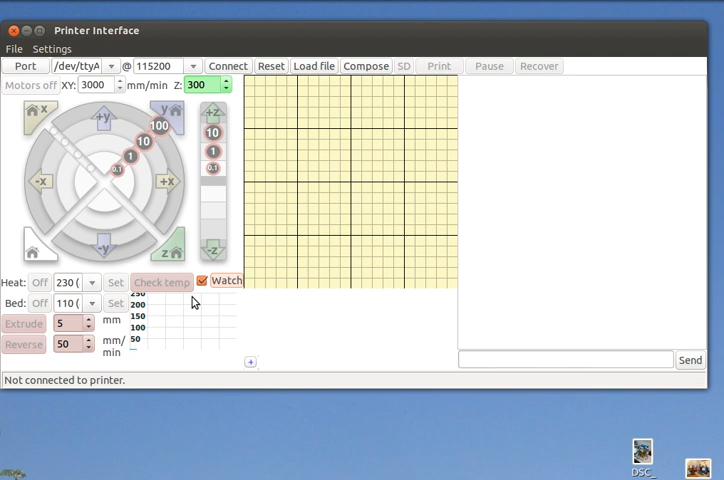 Printer Interface
File Settings
Port /dev/ttyA @ 115200 Connect Reset Load file Compose SD Print Pause Recover
Motors off XY: 3000 mm/min Z: 300
x +y y +z
100 10
10 1
1 0.1
0.1
-x +x
-y z -z
Heat: Off 230 ( Set Check temp Watch
Bed: Off 110 ( Set
250
200
150
100
50
Extrude 5 mm
Reverse 50 mm/
min
+
Send
Not connected to printer.
DSC_